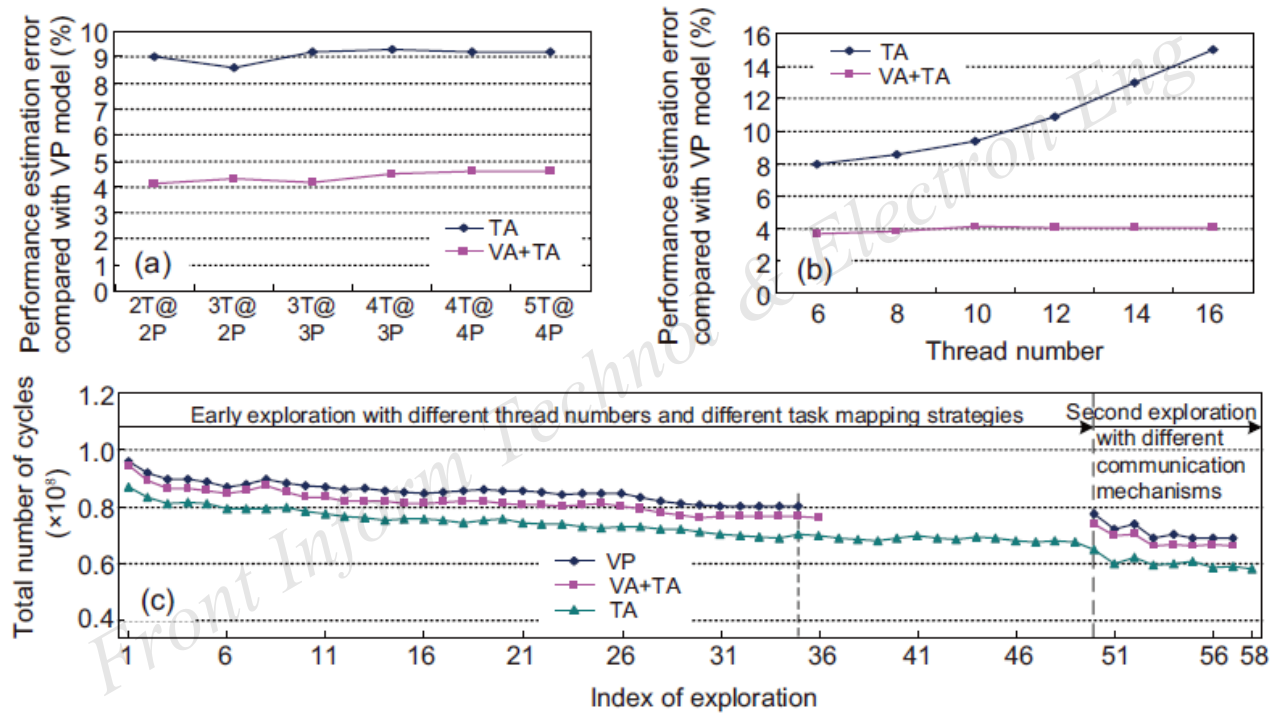 Performance estimation error
compared with VP model (%)
10
9
8
7
6
5
4
3
2
1
0
TA
VA+TA
(a)
2T@ 3T@ 3T@ 4T@ 4T@ 5T@
2P 2P 3P 3P 4P 4P
Performance estimation error
compared with VP model (%)
16
14
12
10
8
6
4
2
0
TA
VA+TA
(b)
6 8 10 12 14 16
Thread number
Total number of cycles
(×10⁸)
1.2
1.0
0.8
0.6
0.4
Early exploration with different thread numbers and different task mapping strategies
Second exploration
with different
communication
mechanisms
VP
VA+TA
TA
(c)
1 6 11 16 21 26 31 36 41 46 51 56 58
Index of exploration
Front Inform Technol & Electron Eng